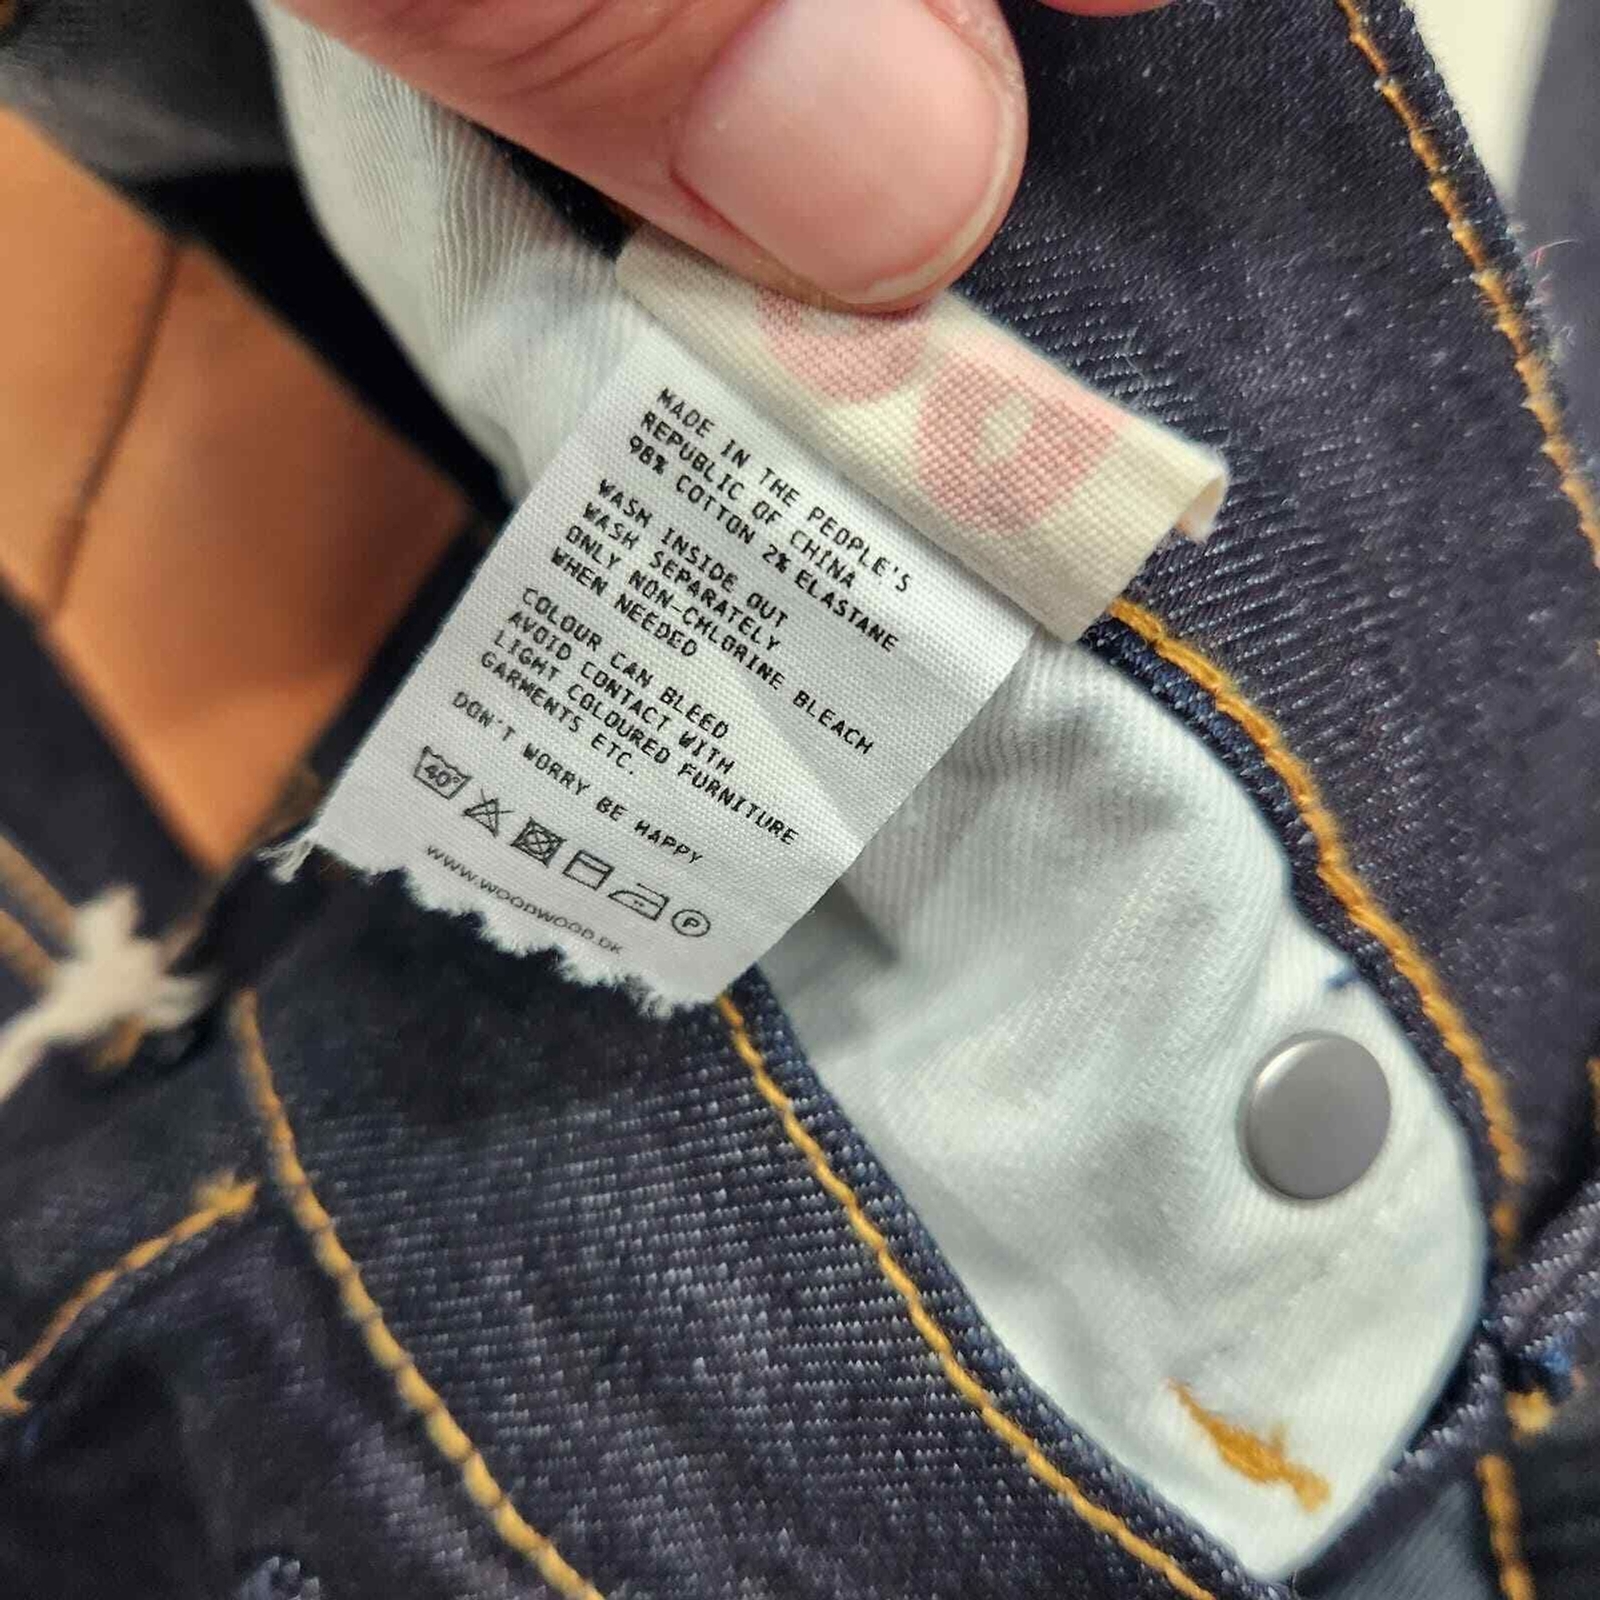 MADE IN THE PEOPLE'S
REPUBLIC OF CHINA
98% COTTON 2% ELASTANE
WASH INSIDE OUT
WASH SEPARATELY
ONLY NON-CHLORINE BLEACH
WHEN NEEDED
COLOUR CAN BLEED
AVOID CONTACT WITH
LIGHT COLOURED FURNITURE
GARMENTS ETC.
DON'T WORRY BE HAPPY
40°
P
WWW.WOODWOOD.DK